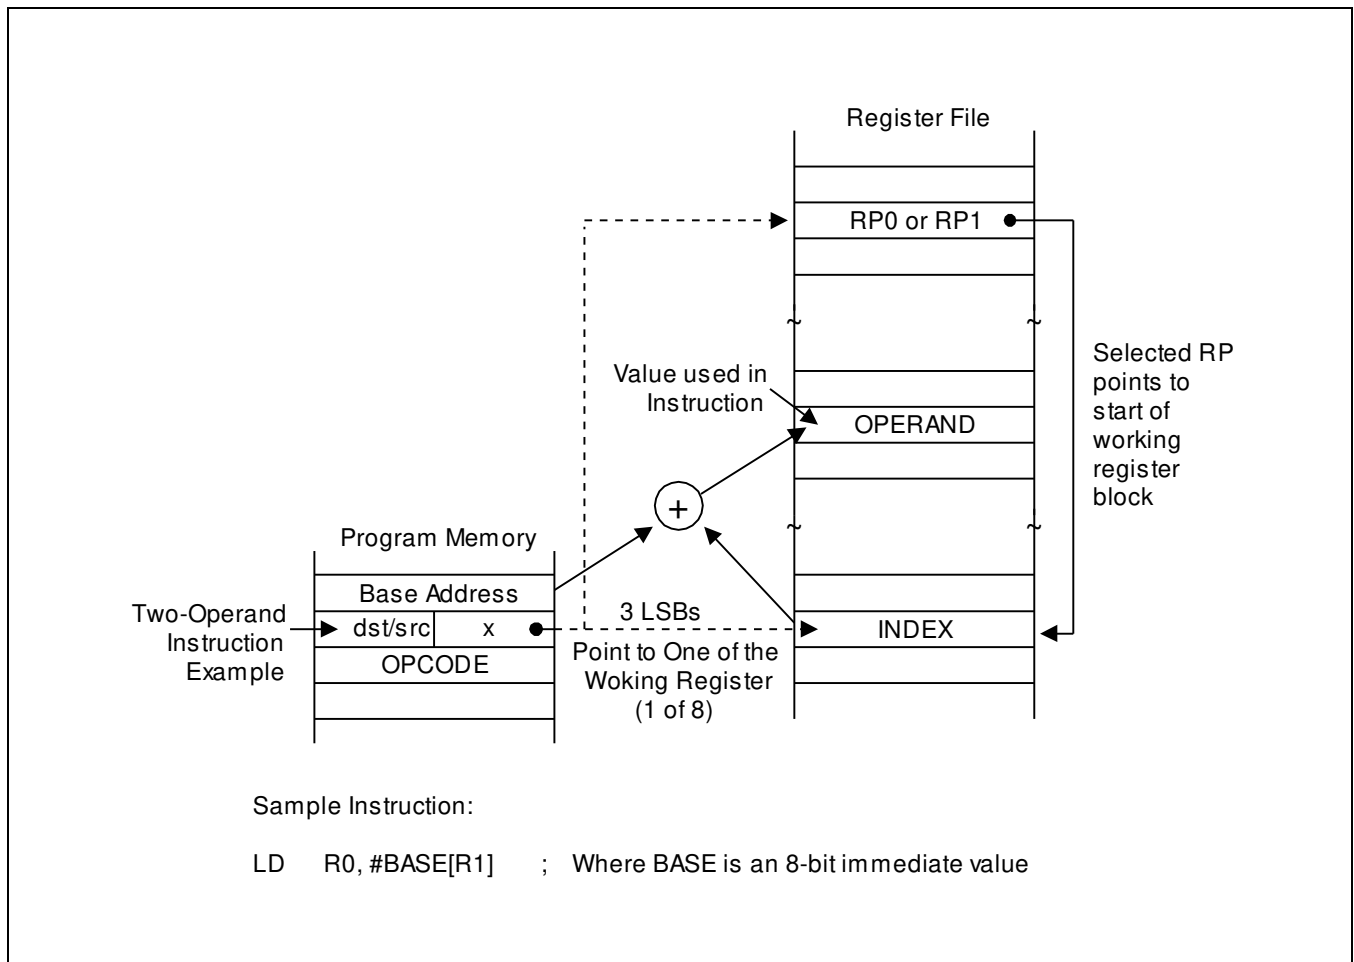 Register File
RP0 or RP1
Selected RP
points to
start of
working
register
block
Value used in
Instruction
OPERAND
+
Program Memory
Base Address
Two-Operand
Instruction
Example
dst/src x
3 LSBs
INDEX
OPCODE
Point to One of the
Woking Register
(1 of 8)
Sample Instruction:
LD R0, #BASE[R1] ; Where BASE is an 8-bit immediate value